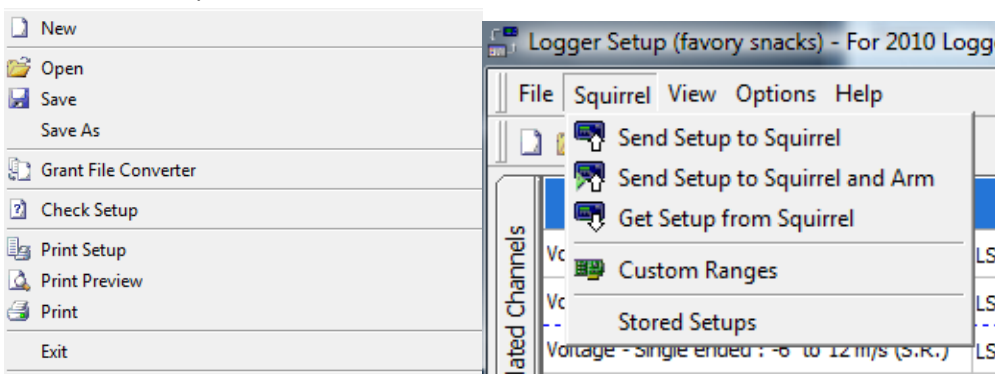 New
Open
Save
Save As
Grant File Converter
Check Setup
Print Setup
Print Preview
Print
Exit
Logger Setup (favory snacks) - For 2010 Logg
File Squirrel View Options Help
Send Setup to Squirrel
Send Setup to Squirrel and Arm
Get Setup from Squirrel
Custom Ranges
Stored Setups
lated Channels
Vo LS
Vo LS
Voltage - Single ended : -6 to 12 m/s (S.R.) LS